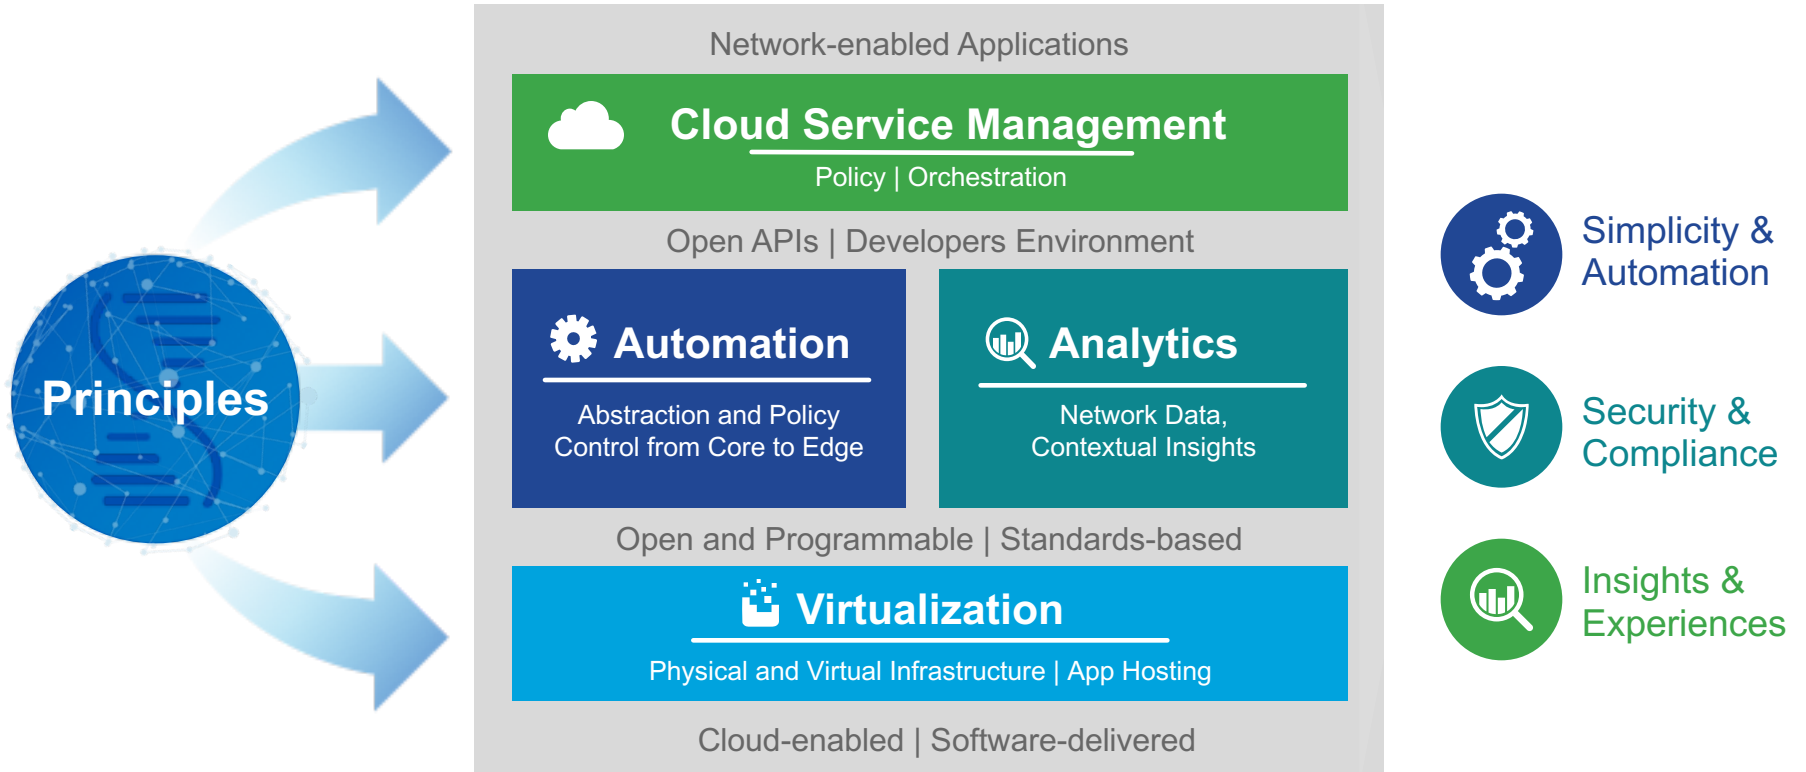 Principles
Network-enabled Applications
Cloud Service Management
Policy | Orchestration
Open APIs | Developers Environment
Automation
Abstraction and Policy
Control from Core to Edge
Analytics
Network Data,
Contextual Insights
Open and Programmable | Standards-based
Virtualization
Physical and Virtual Infrastructure | App Hosting
Cloud-enabled | Software-delivered
Simplicity &
Automation
Security &
Compliance
Insights &
Experiences